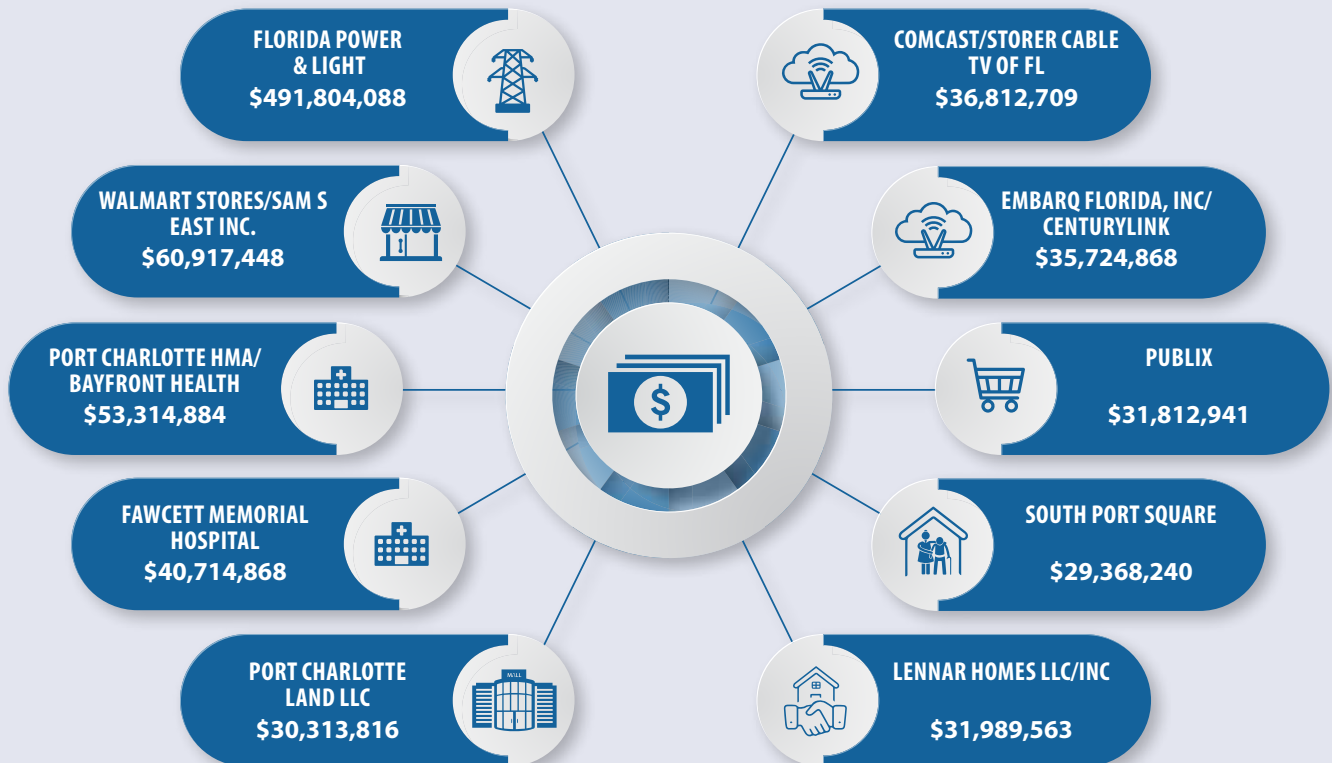 FLORIDA POWER
& LIGHT
$491,804,088
WALMART STORES/SAM S
EAST INC.
$60,917,448
PORT CHARLOTTE HMA/
BAYFRONT HEALTH
$53,314,884
FAWCETT MEMORIAL
HOSPITAL
$40,714,868
PORT CHARLOTTE
LAND LLC
$30,313,816
MALL
$
COMCAST/STORER CABLE
TV OF FL
$36,812,709
EMBARQ FLORIDA, INC/
CENTURYLINK
$35,724,868
PUBLIX
$31,812,941
SOUTH PORT SQUARE
$29,368,240
LENNAR HOMES LLC/INC
$31,989,563